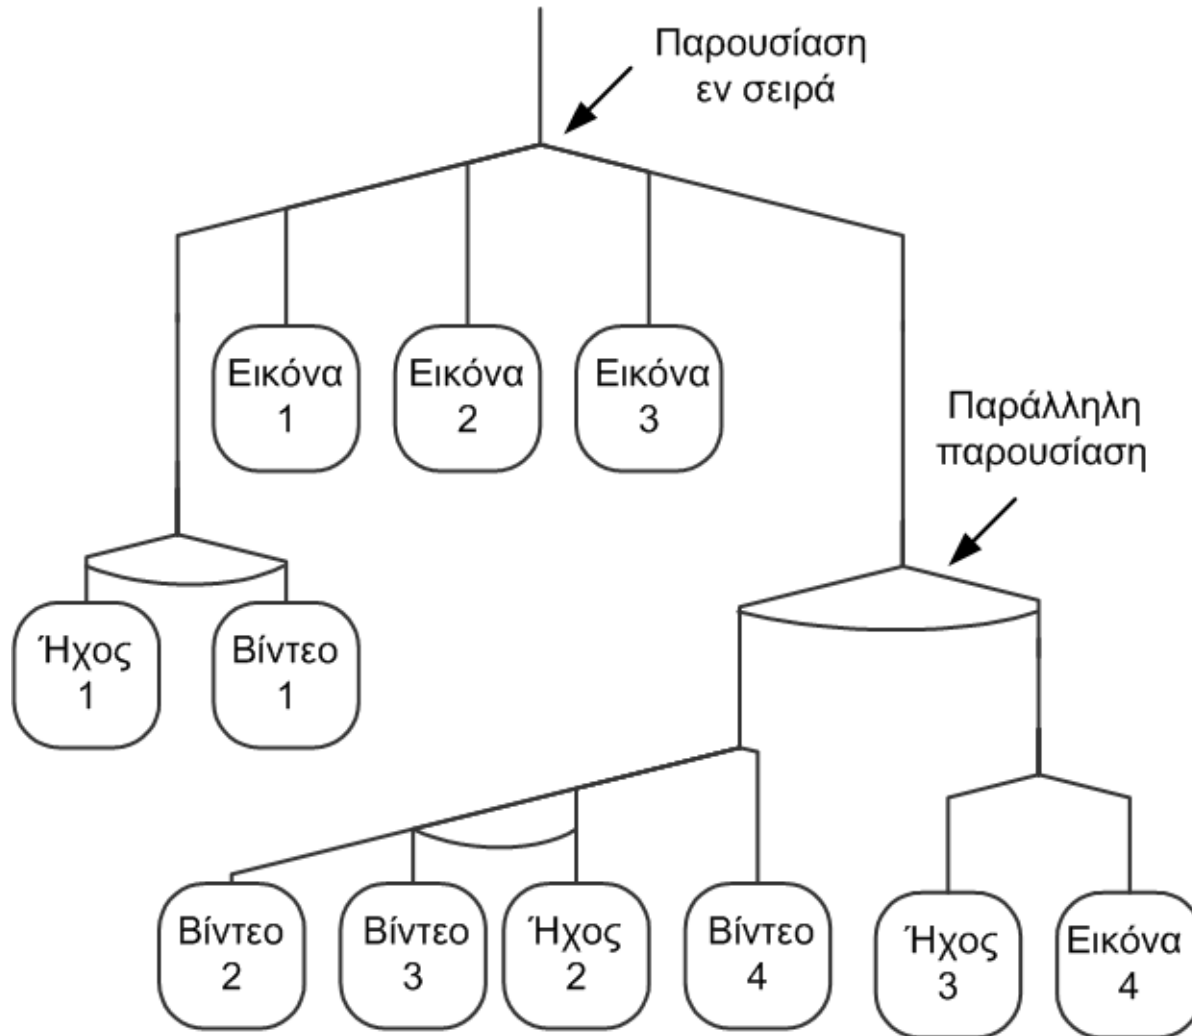 Παρουσίαση
εν σειρά
Εικόνα
1
Εικόνα
2
Εικόνα
3
Παράλληλη
παρουσίαση
Ήχος
1
Βίντεο
1
Βίντεο
2
Βίντεο
3
Ήχος
2
Βίντεο
4
Ήχος
3
Εικόνα
4